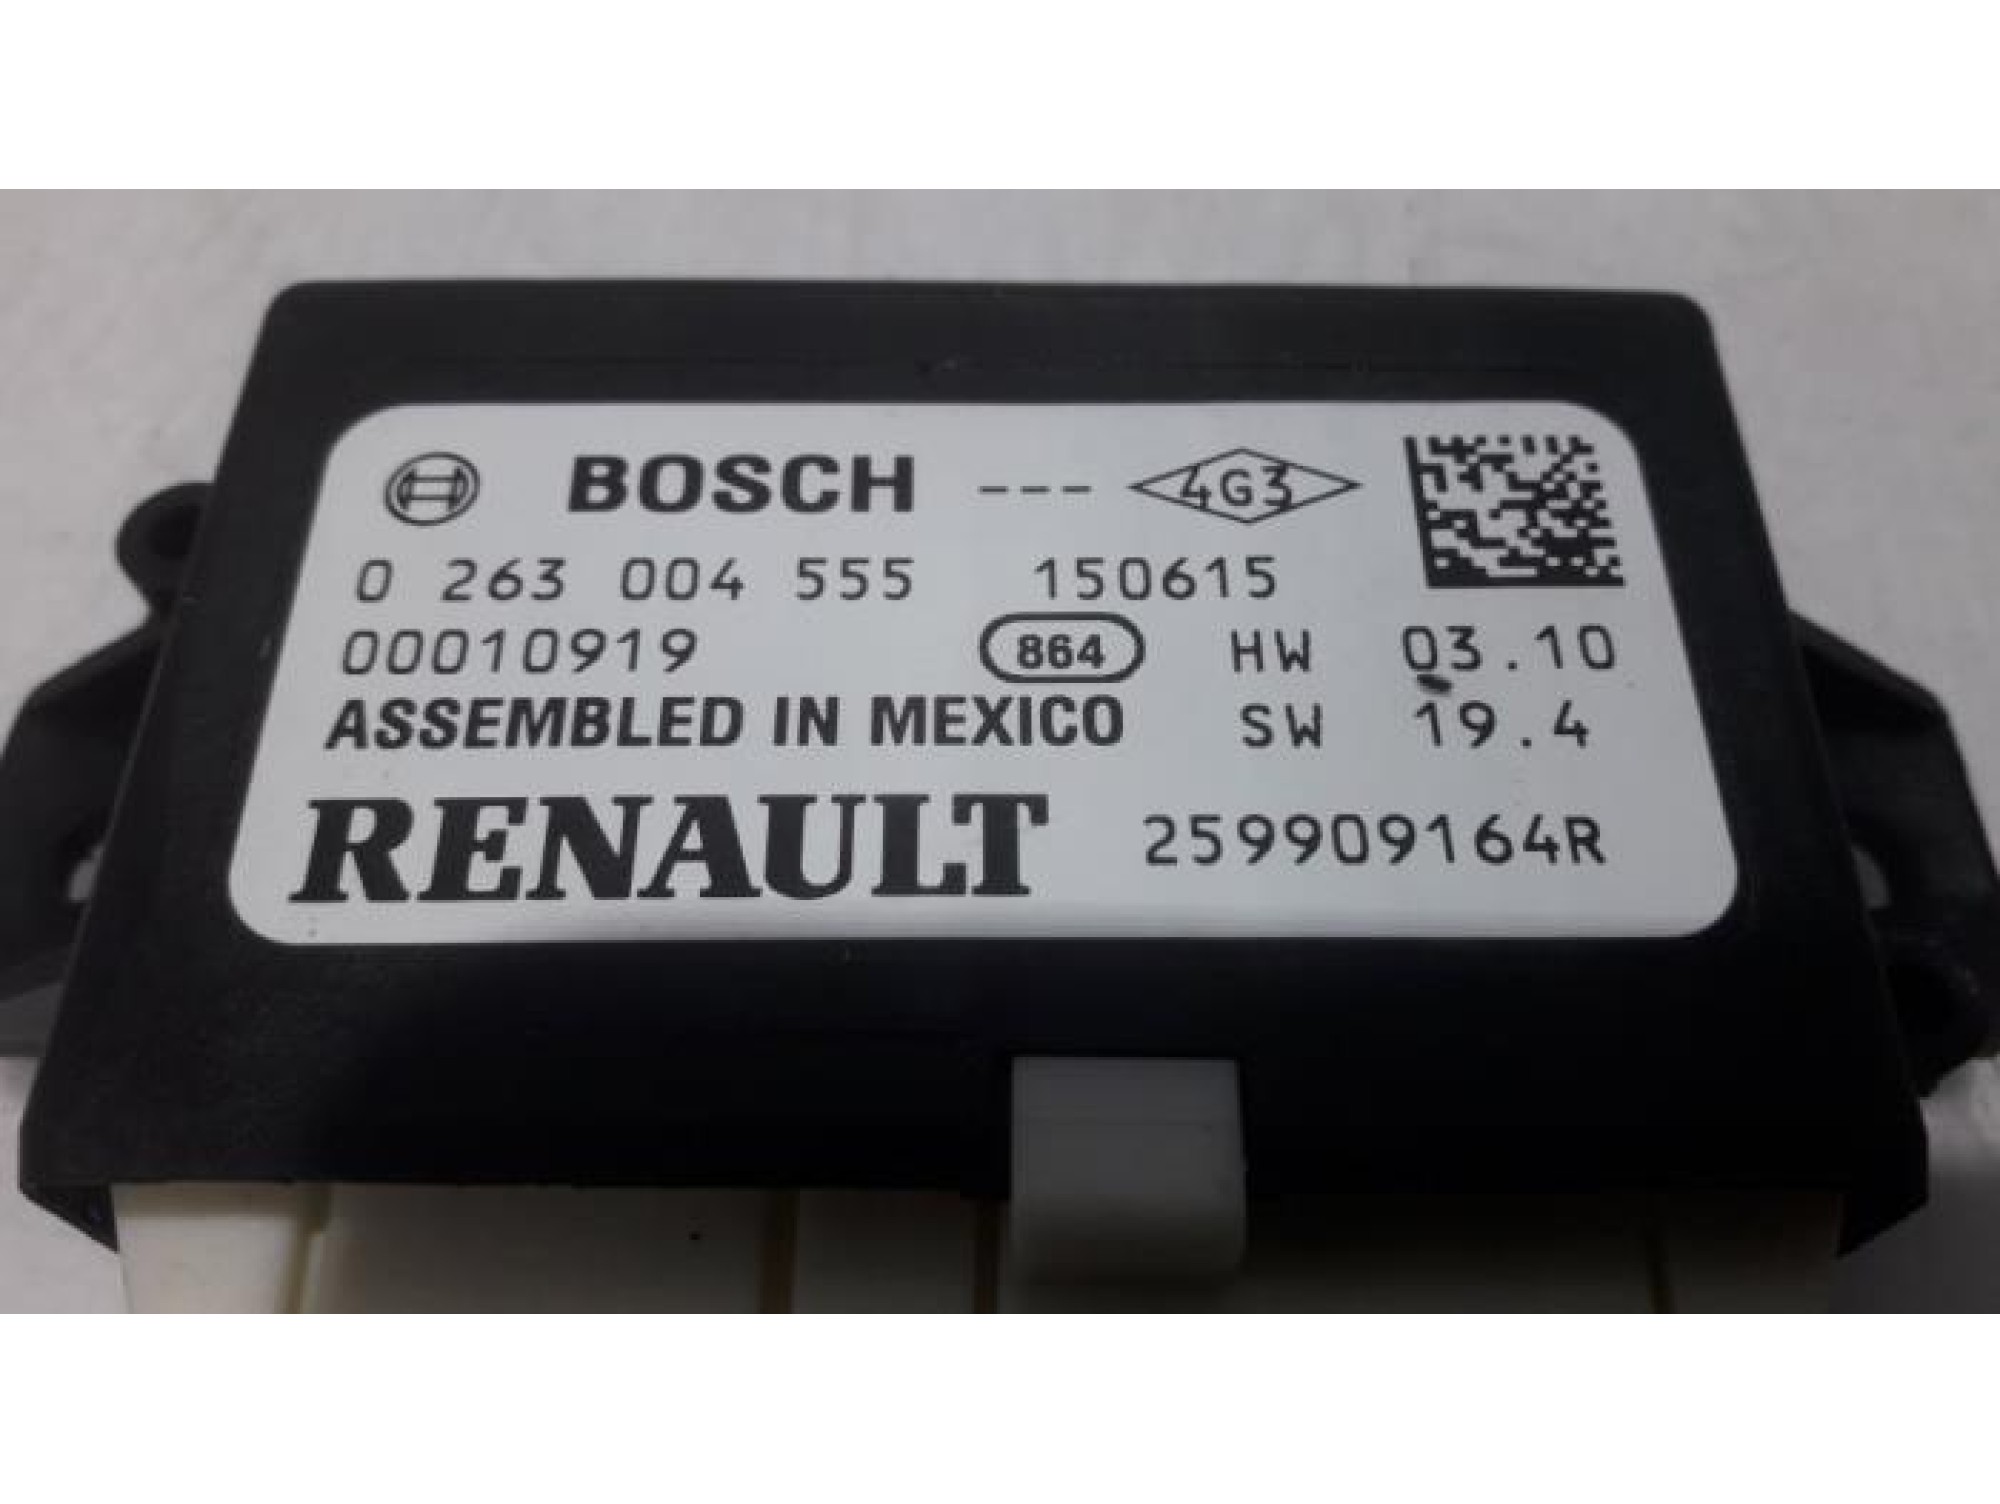 BOSCH --- 4G3
0 263 004 555 150615
00010919 864 HW 03.10
ASSEMBLED IN MEXICO SW 19.4
RENAULT 259909164R